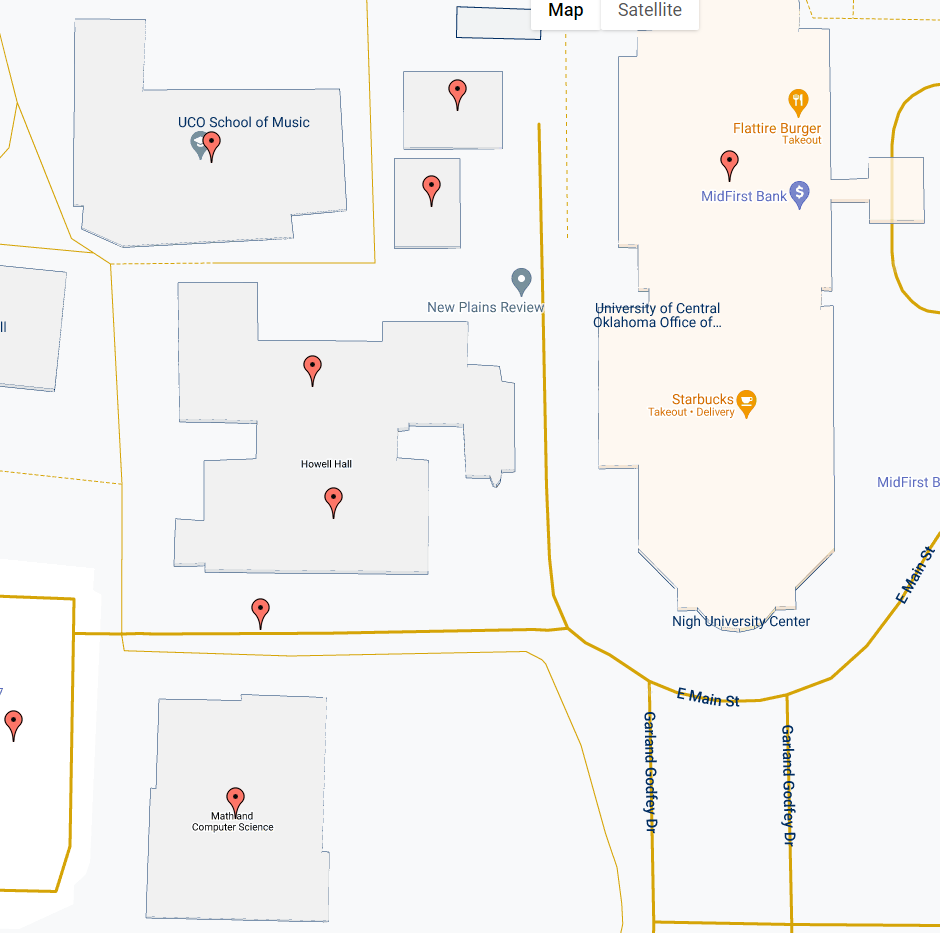 Map
Satellite
UCO School of Music
Flattire Burger
Takeout
MidFirst Bank
$
New Plains Review
University of Central
Oklahoma Office of...
ll
Starbucks
Takeout • Delivery
Howell Hall
MidFirst B
E Main St
Nigh University Center
E Main St
Garland Godfey Dr
Garland Godfey Dr
Math and
Computer Science